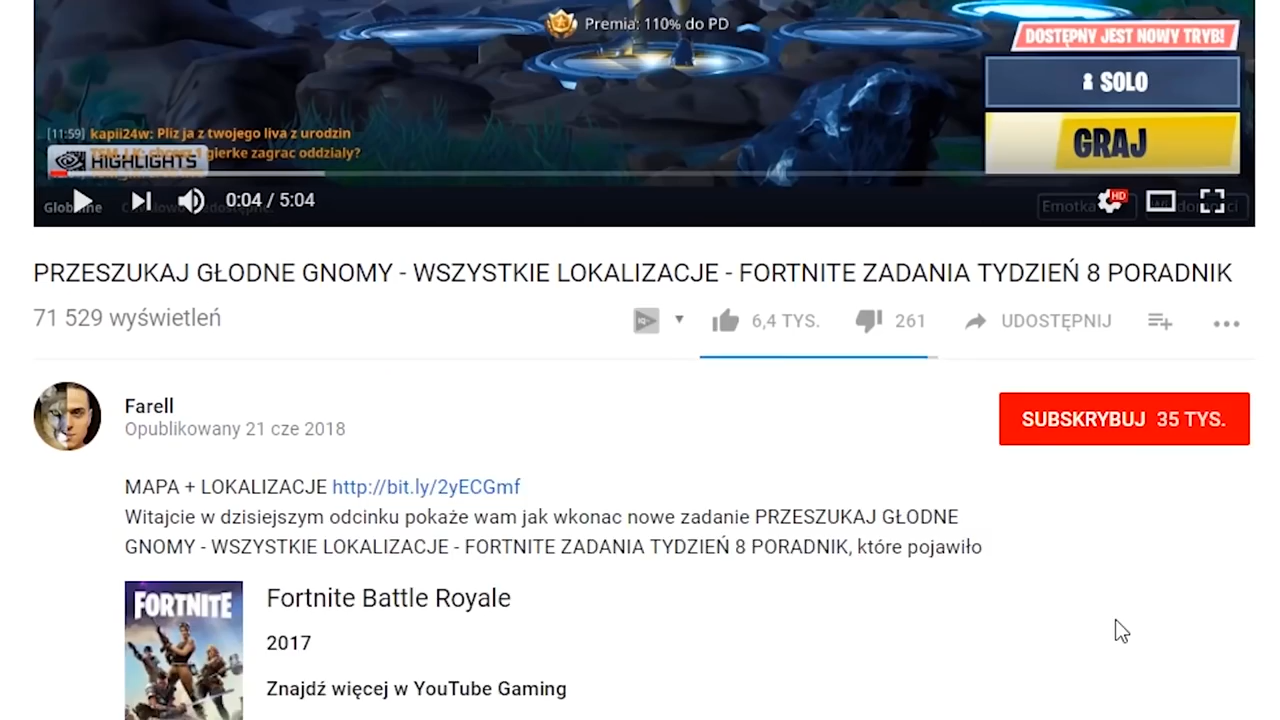 Premia: 110% do PD
DOSTĘPNY JEST NOWY TRYB!
SOLO
GRAJ
[11:59] kapii24w: Pliz ja z twojego liva z urodzin
gierke zagrac oddzialy?
HIGHLIGHTS
0:04 / 5:04
HD
Emotka
PRZESZUKAJ GŁODNE GNOMY - WSZYSTKIE LOKALIZACJE - FORTNITE ZADANIA TYDZIEŃ 8 PORADNIK
71 529 wyświetleń
6,4 TYS.
261
UDOSTĘPNIJ
Farell
Opublikowany 21 cze 2018
SUBSKRYBUJ 35 TYS.
MAPA + LOKALIZACJE http://bit.ly/2yECGmf
Witajcie w dzisiejszym odcinku pokaże wam jak wkonac nowe zadanie PRZESZUKAJ GŁODNE
GNOMY - WSZYSTKIE LOKALIZACJE - FORTNITE ZADANIA TYDZIEŃ 8 PORADNIK, które pojawiło
FORTNITE
Fortnite Battle Royale
2017
Znajdź więcej w YouTube Gaming